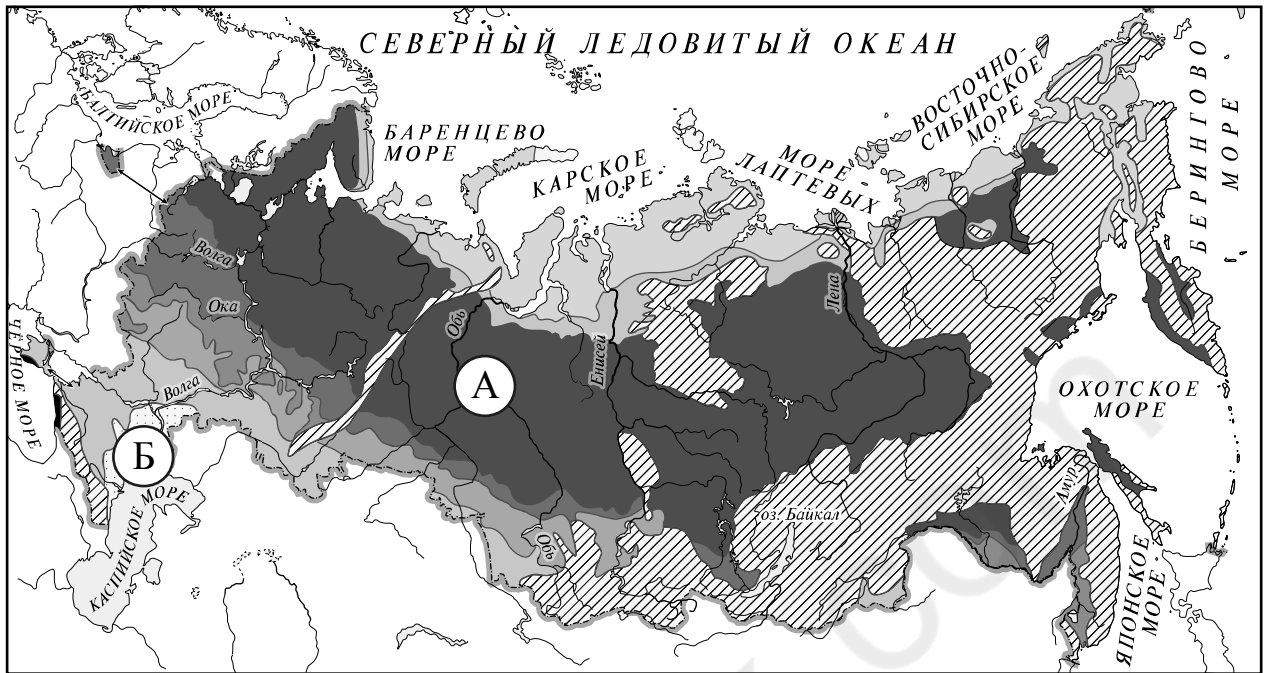 СЕВЕРНЫЙ ЛЕДОВИТЫЙ ОКЕАН
БЕРИНГОВО
МОРЕ
ВОСТОЧНО-
СИБИРСКОЕ
МОРЕ
БАЛТИЙСКОЕ МОРЕ
БАРЕНЦЕВО
МОРЕ
КАРСКОЕ
МОРЕ
МОРЕ
ЛАПТЕВЫХ
Волга
Ока
Обь
Енисей
Лена
А
ЧЁРНОЕ МОРЕ
Волга
ОХОТСКОЕ
МОРЕ
Б
КАСПИЙСКОЕ МОРЕ
Обь
оз. Байкал
Амур
ЯПОНСКОЕ
МОРЕ